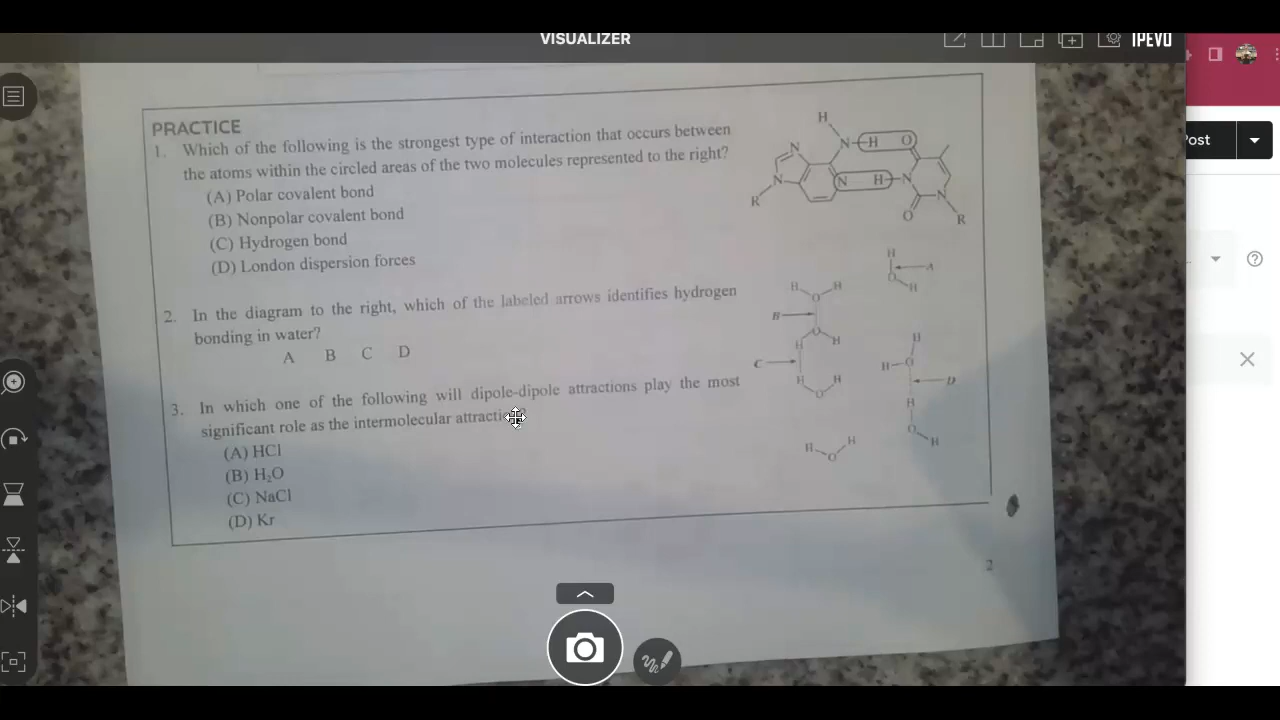 VISUALIZER
IPEVO
Post
PRACTICE
1. Which of the following is the strongest type of interaction that occurs between
the atoms within the circled areas of the two molecules represented to the right?
(A) Polar covalent bond
(B) Nonpolar covalent bond
(C) Hydrogen bond
(D) London dispersion forces
H
N H O
N
N H N
N
R
N
O
R
2. In the diagram to the right, which of the labeled arrows identifies hydrogen
bonding in water?
A B C D
H
A
O
H
H H
O
B
O
H H
C
H H
O
H
H O
D
H
O
H
H H
O
3. In which one of the following will dipole-dipole attractions play the most
significant role as the intermolecular
(A) HCl
(B) H₂O
(C) NaCl
(D) Kr
2